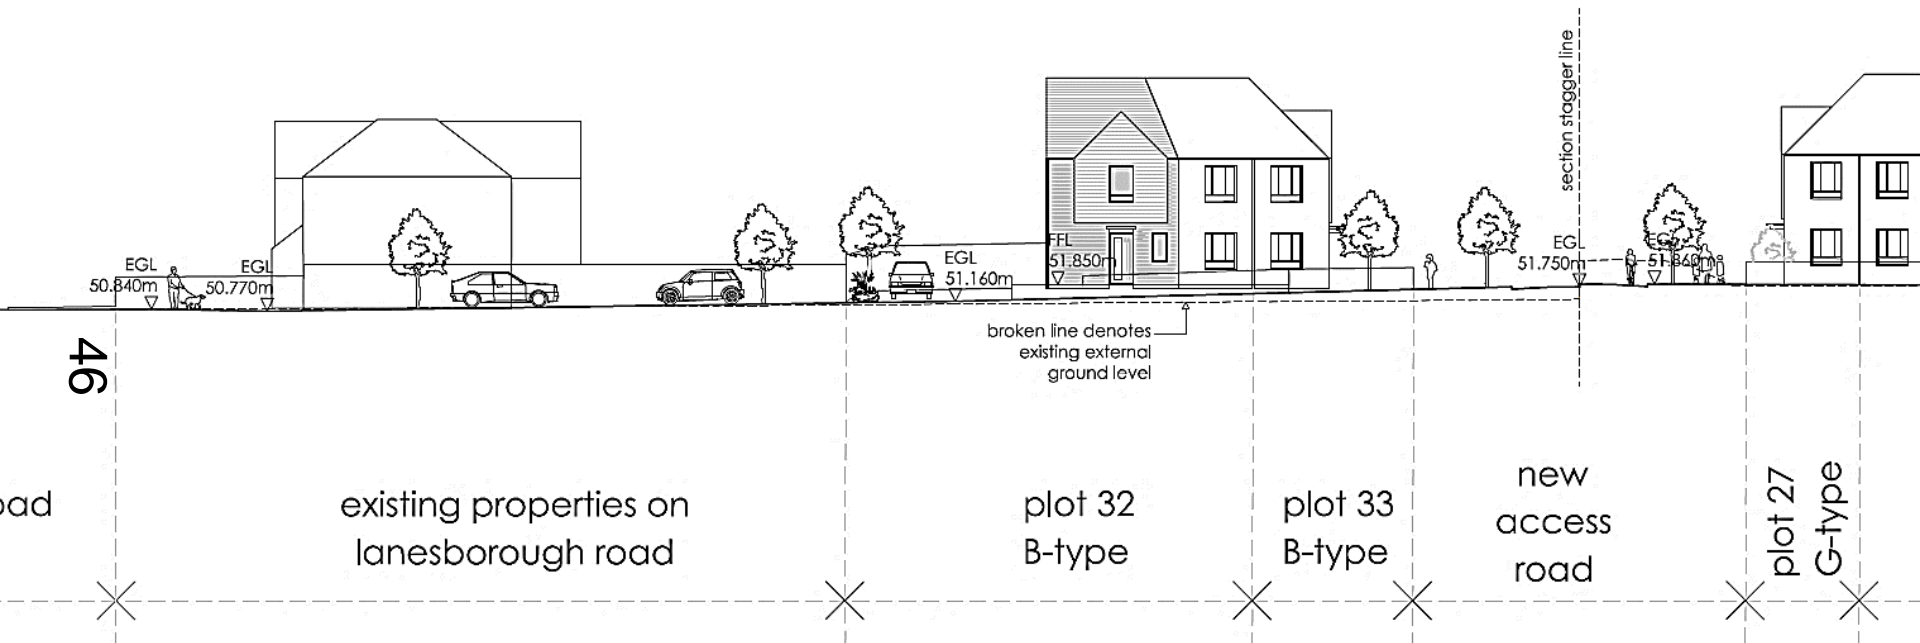 section stagger line
EGL
50.840m
EGL
50.770m
EGL
51.160m
FFL
51.850m
EGL
51.750m
EGL
51.860m
broken line denotes
existing external
ground level
46
oad
existing properties on
lanesborough road
plot 32
B-type
plot 33
B-type
new
access
road
plot 27
G-type